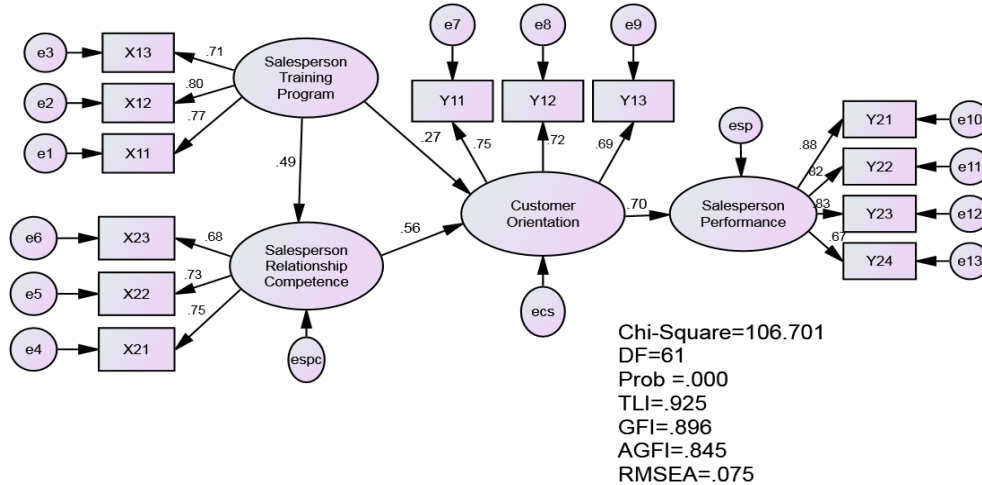 e3
X13
.71
e2
X12
.80
e1
X11
.77
Salesperson
Training
Program
.49
.27
e7
e8
e9
Y11
Y12
Y13
.75
.72
.69
e6
X23
.68
e5
X22
.73
e4
X21
.75
Salesperson
Relationship
Competence
espc
.56
Customer
Orientation
ecs
.70
esp
Salesperson
Performance
.88
Y21
e10
.82
Y22
e11
.83
Y23
e12
.67
Y24
e13
Chi-Square=106.701
DF=61
Prob =.000
TLI=.925
GFI=.896
AGFI=.845
RMSEA=.075